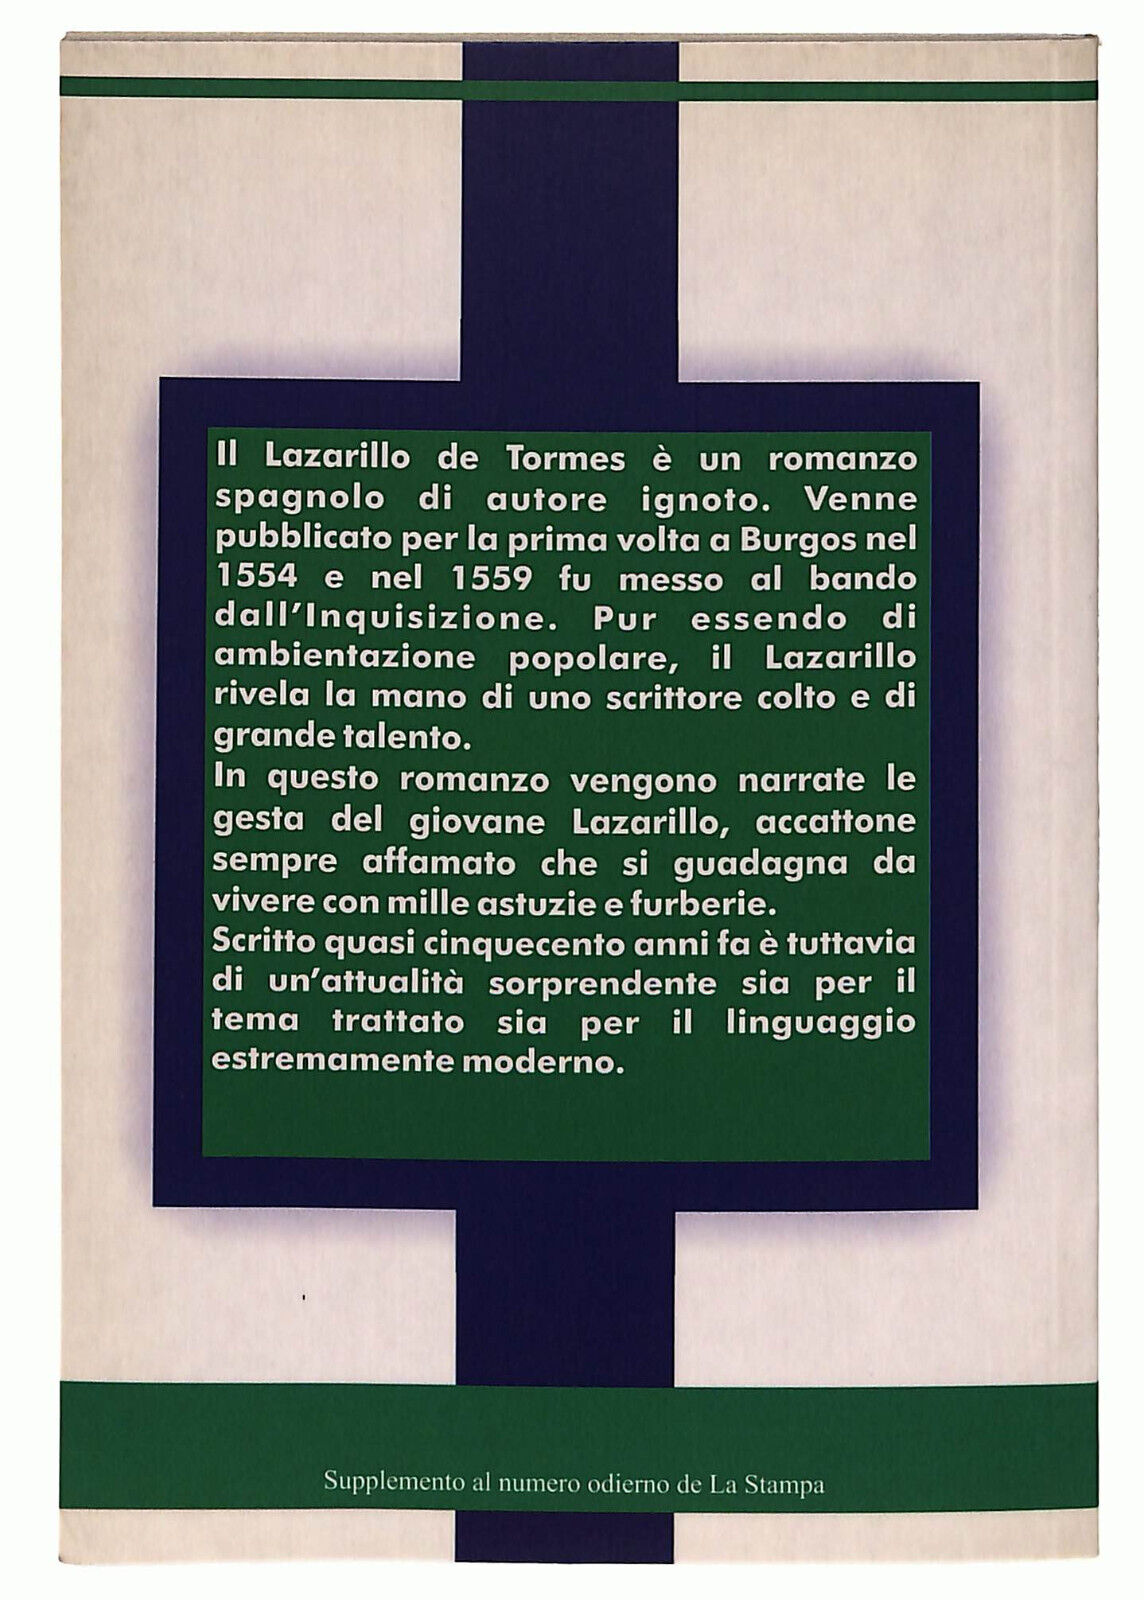 Il Lazarillo de Tormes è un romanzo
spagnolo di autore ignoto. Venne
pubblicato per la prima volta a Burgos nel
1554 e nel 1559 fu messo al bando
dall'Inquisizione. Pur essendo di
ambientazione popolare, il Lazarillo
rivela la mano di uno scrittore colto e di
grande talento.
In questo romanzo vengono narrate le
gesta del giovane Lazarillo, accattone
sempre affamato che si guadagna da
vivere con mille astuzie e furberie.
Scritto quasi cinquecento anni fa è tuttavia
di un'attualità sorprendente sia per il
tema trattato sia per il linguaggio
estremamente moderno.
Supplemento al numero odierno de La Stampa